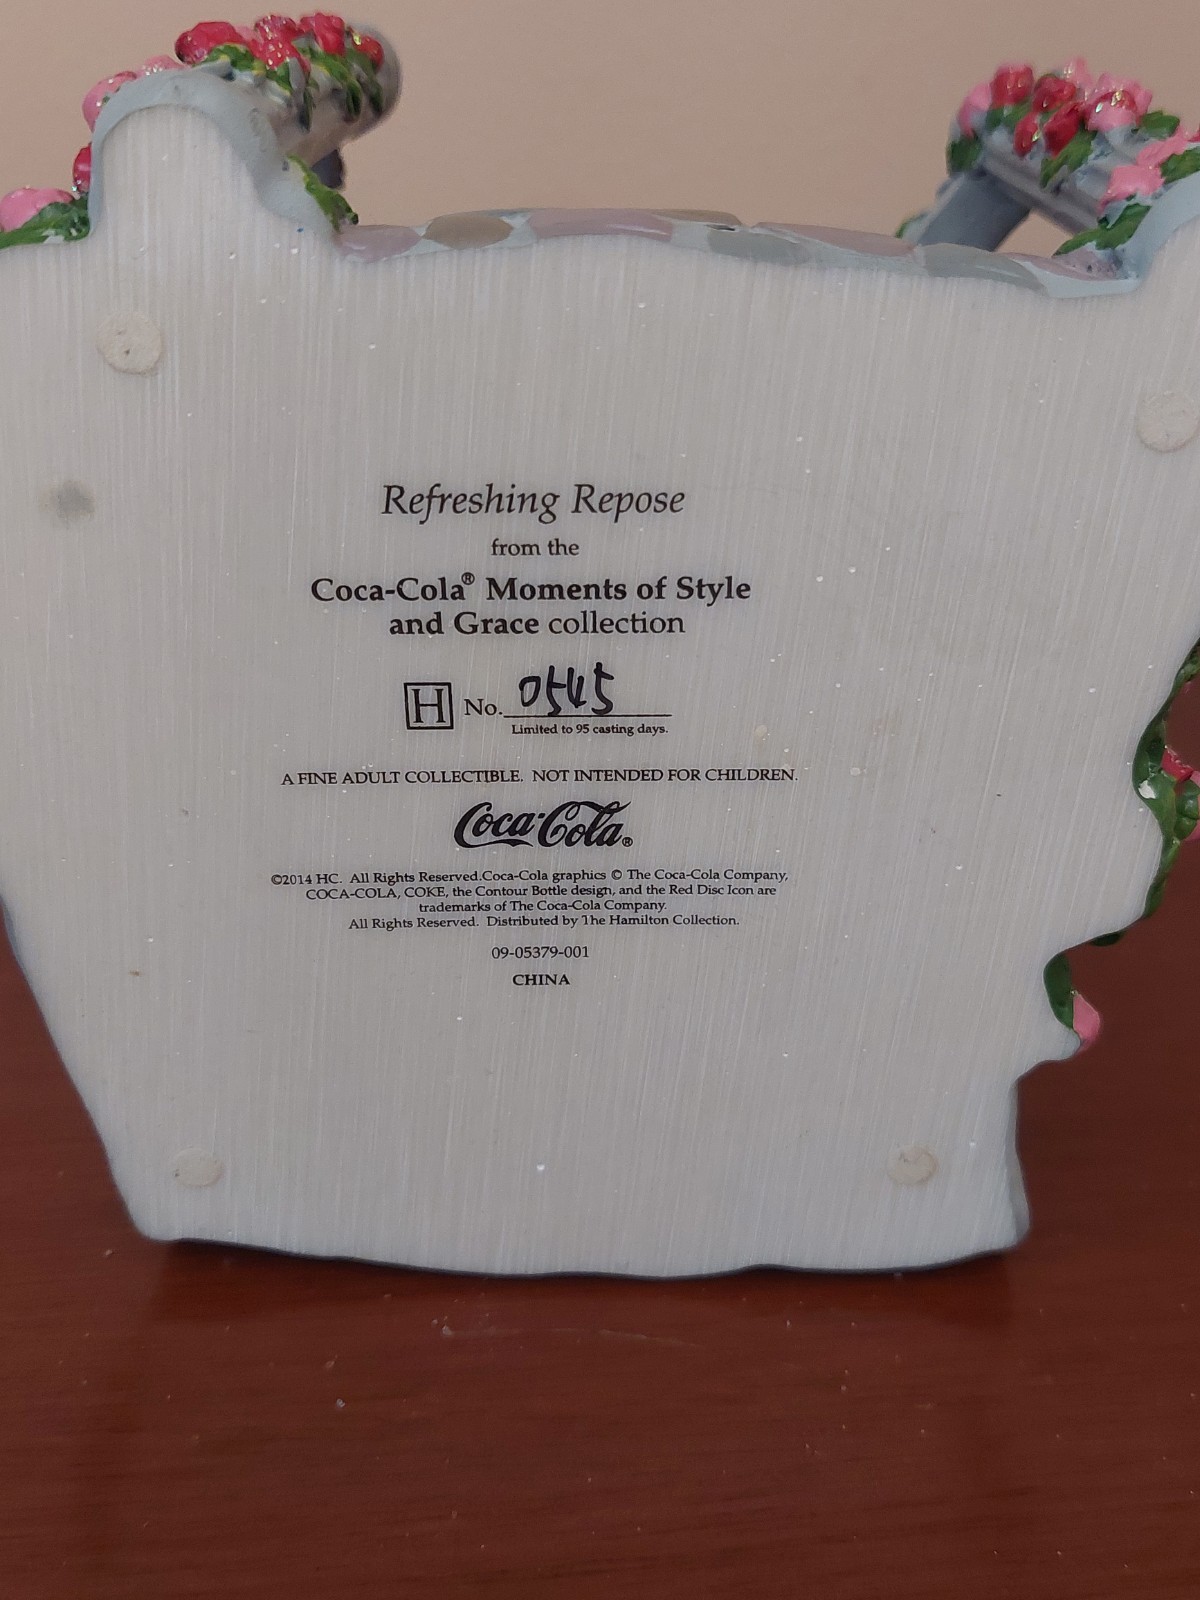 Refreshing Repose
from the
Coca-Cola® Moments of Style
and Grace collection
H No. 0545
Limited to 95 casting days.
A FINE ADULT COLLECTIBLE. NOT INTENDED FOR CHILDREN.
Coca-Cola®
©2014 HC. All Rights Reserved.Coca-Cola graphics © The Coca-Cola Company,
COCA-COLA, COKE, the Contour Bottle design, and the Red Disc Icon are
trademarks of The Coca-Cola Company.
All Rights Reserved. Distributed by The Hamilton Collection.
09-05379-001
CHINA